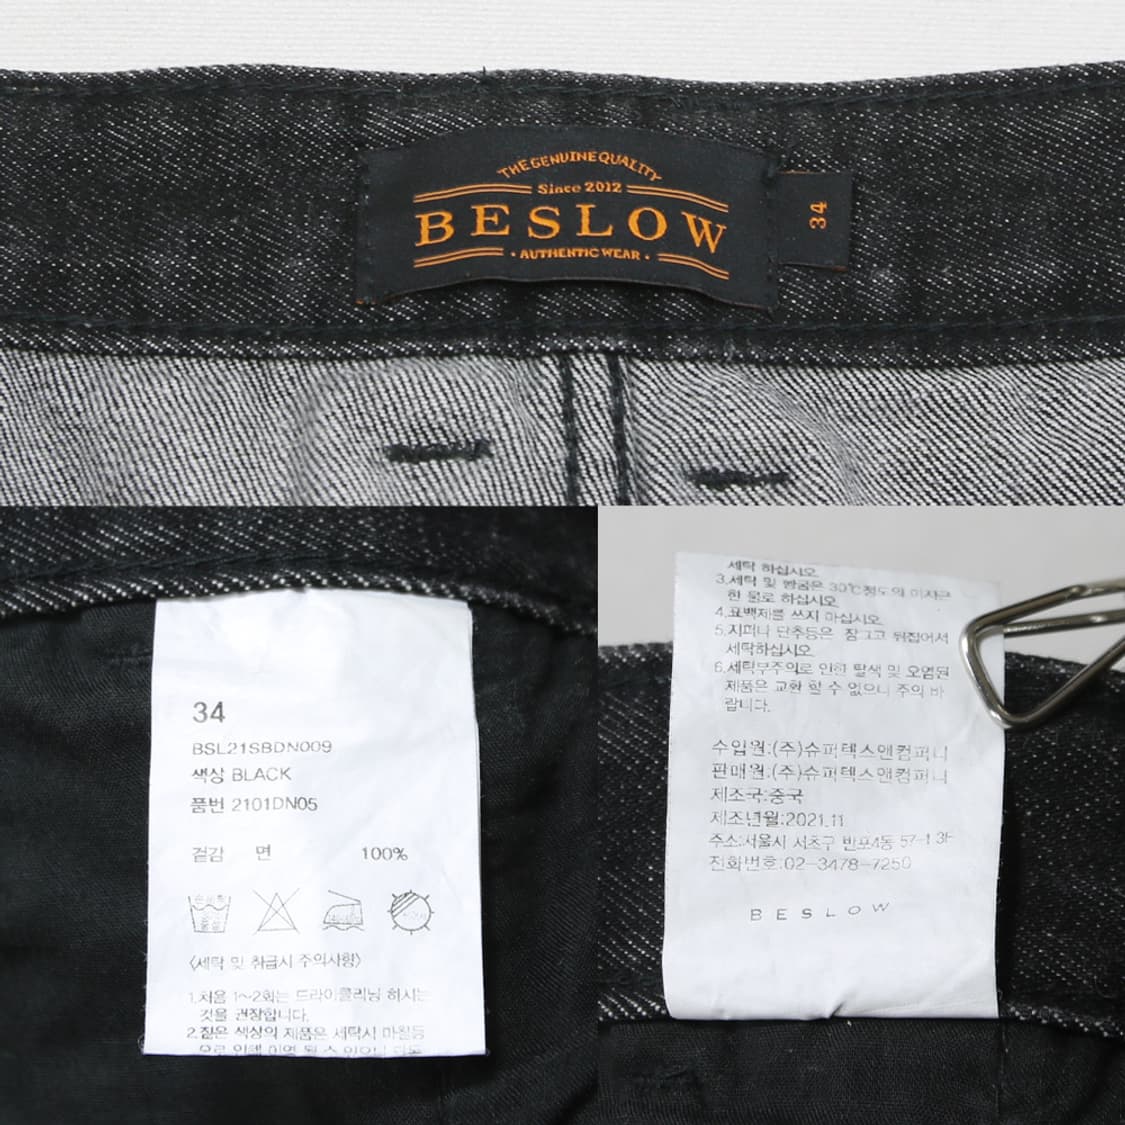 THE GENUINE QUALITY
Since 2012
BESLOW
· AUTHENTIC WEAR ·
34
34
BSL21SBDN009
색상 BLACK
품번 2101DN05
겉감 면 100%
〈세탁 및 취급시 주의사항〉
1.처음 1~2회는 드라이클리닝 하시는
것을 권장합니다.
2.짙은 색상의 제품은 세탁시 마찰등
세탁 하십시오
3.세탁 및 헹굼은 30℃정도의 미지근
한 물로 하십시오
4.표백제를 쓰지 마십시오
5.지퍼나 단추등은 잠그고 뒤집어서
세탁하십시오
6.세탁부주의로 인한 탈색 및 오염된
제품은 교환 할 수 없으니 주의 바
랍니다.
수입원:(주)슈퍼텍스앤컴퍼니
판매원:(주)슈퍼텍스앤컴퍼니
제조국:중국
제조년월:2021.11
주소:서울시 서초구 반포4동 57-1 3F
전화번호:02-3478-7250
BESLOW